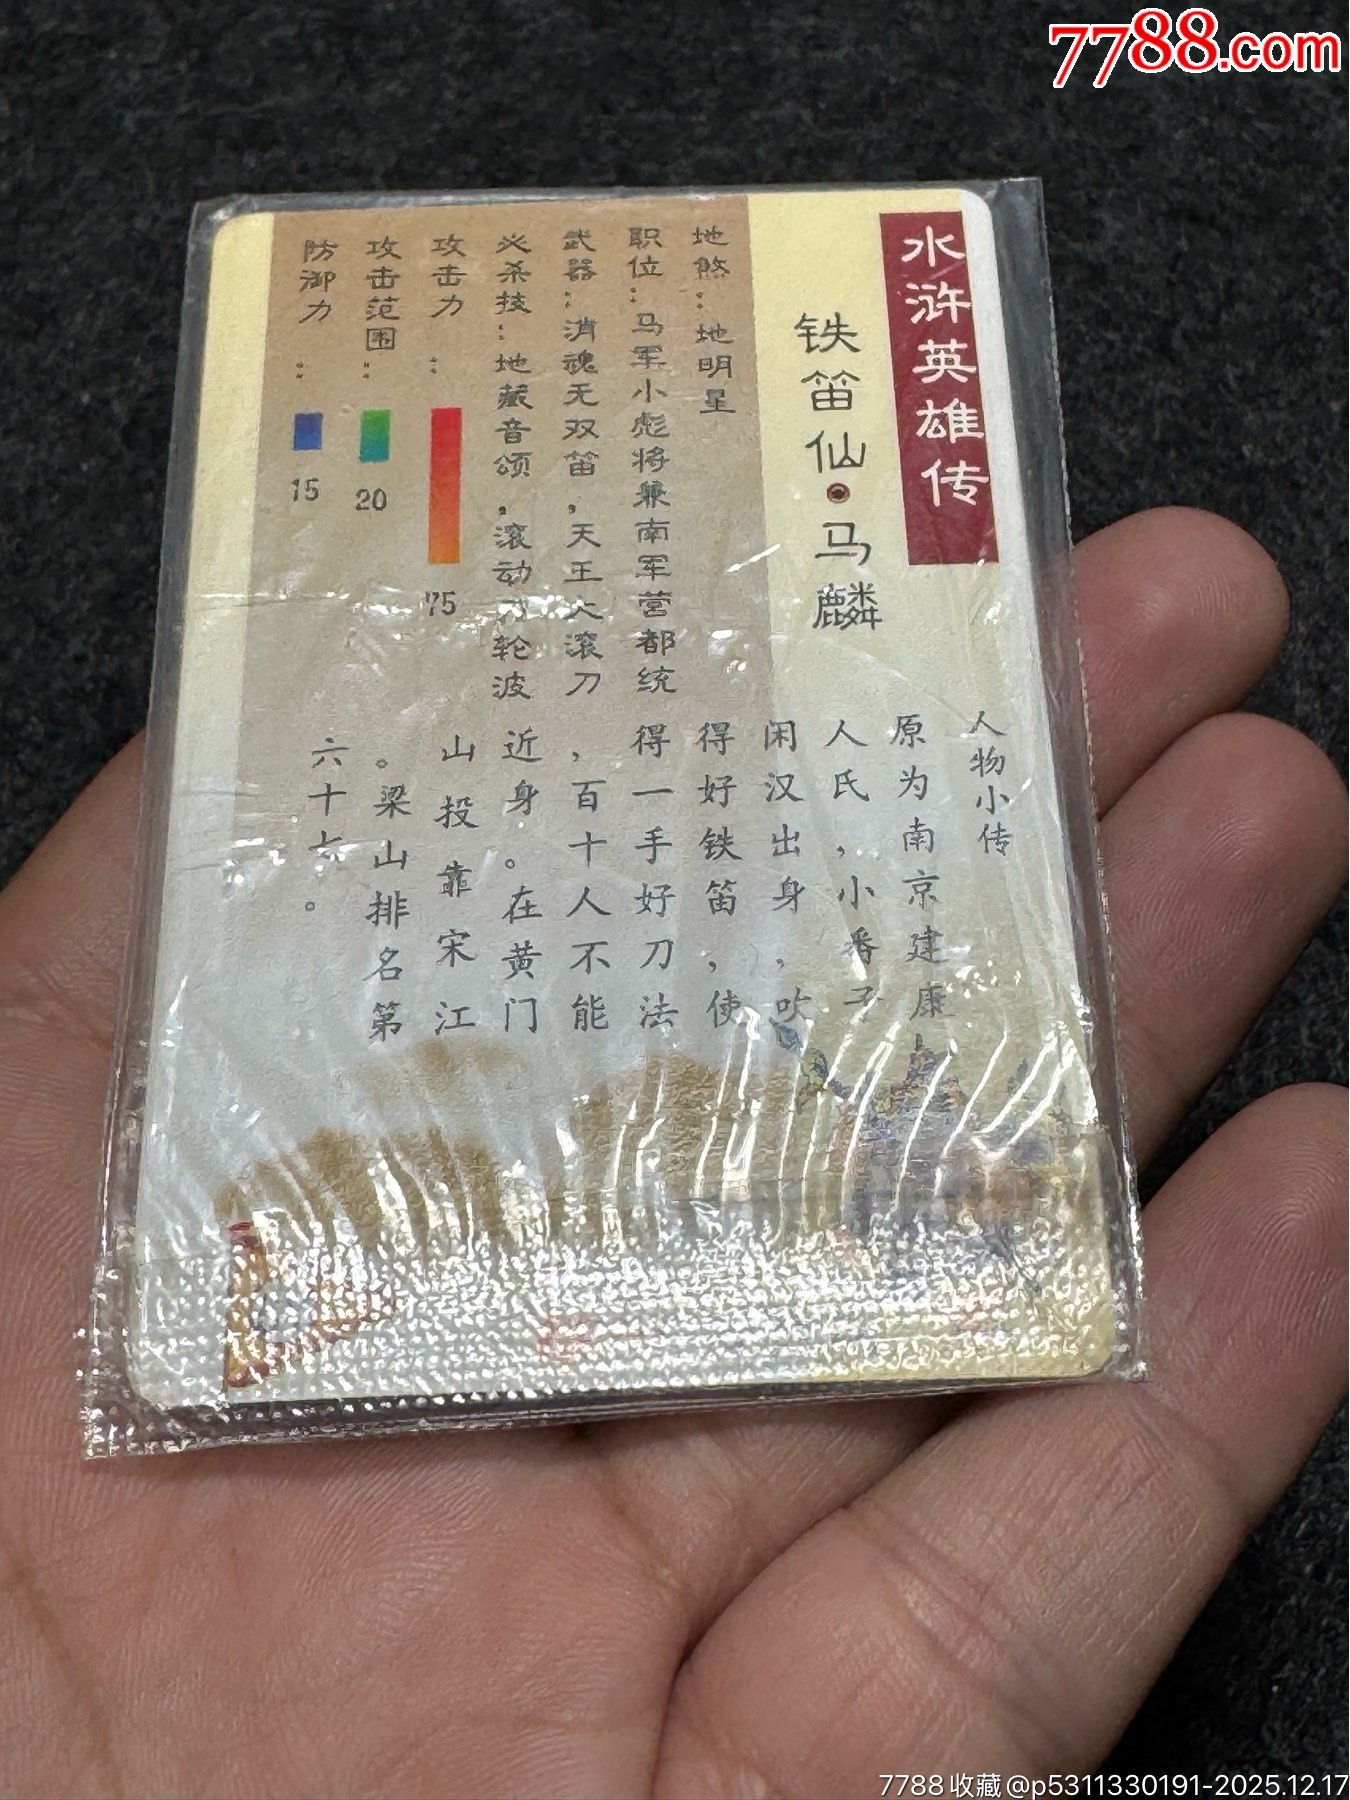 7788.com
水浒英雄传
铁笛仙·马麟
地煞:地明星
职位:马军小彪将兼南军营都统
武器:消魂无双笛,天王大滚刀
必杀技:地藏音颂,滚动刀轮波
攻击力: 75
攻击范围: 20
防御力: 15
人物小传
原为南京建康
人氏,小番子
闲汉出身,吹
得好铁笛,使
得一手好刀法
,百十人不能
近身。在黄门
山投靠宋江
。梁山排名第
六十七。
7788收藏@p5311330191-2025.12.17